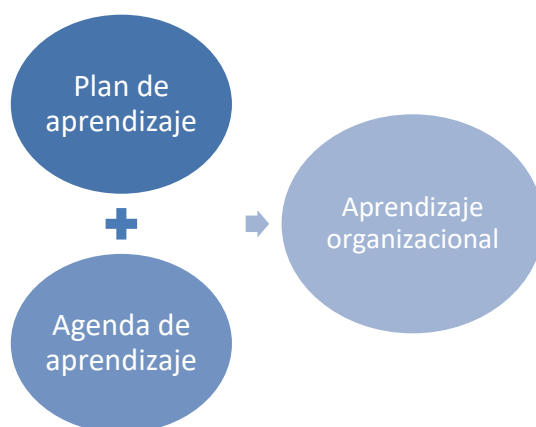 Plan de
aprendizaje
Agenda de
aprendizaje
Aprendizaje
organizacional